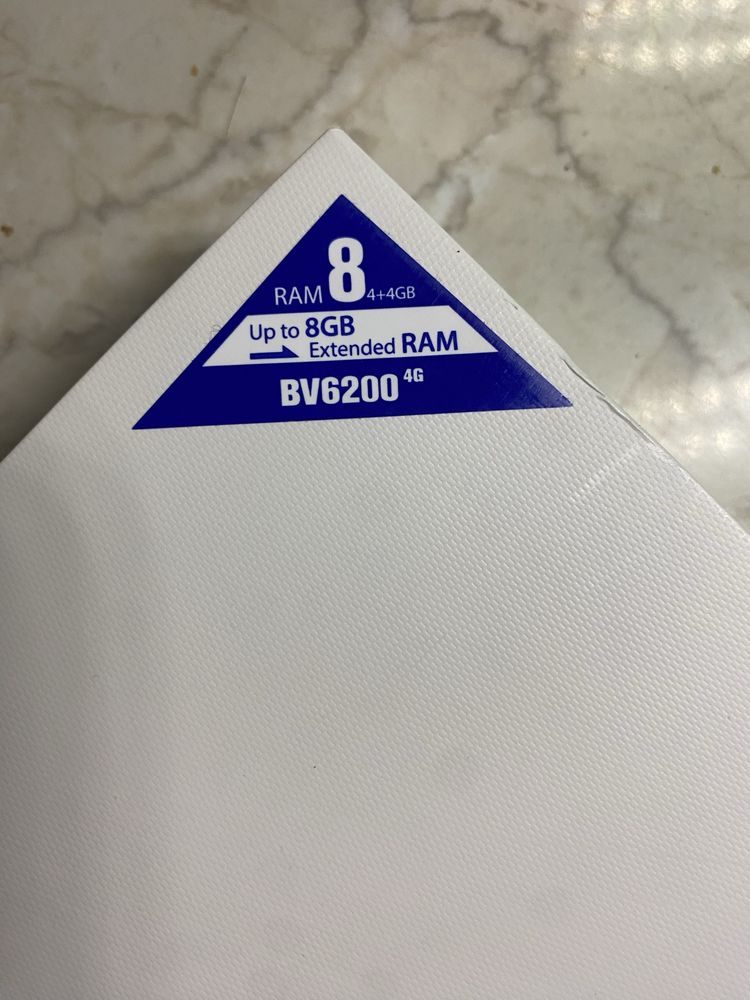 RAM 8 4+4GB
Up to 8GB
Extended RAM
BV6200 4G